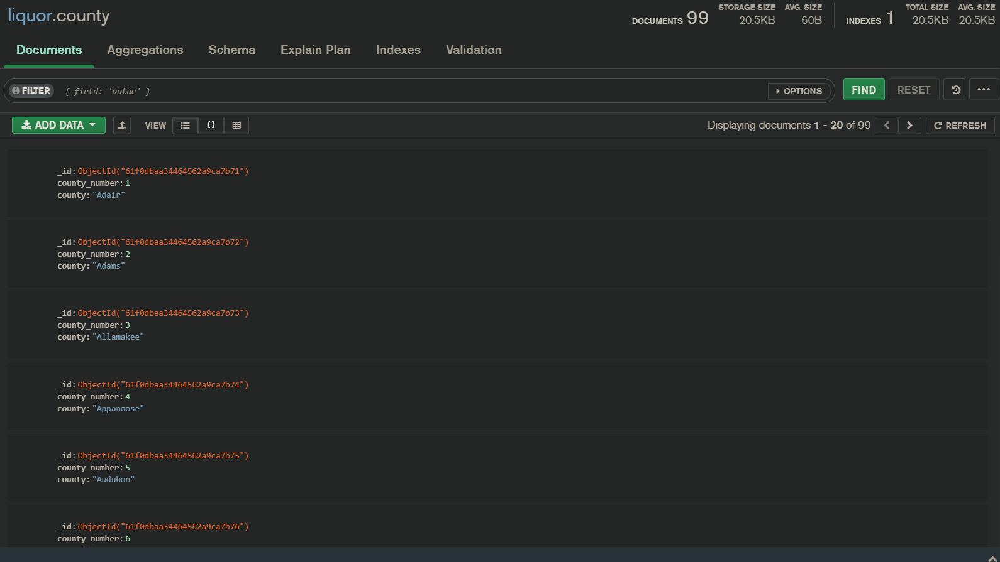 liquor.county
DOCUMENTS 99
STORAGE SIZE
20.5KB
AVG. SIZE
60B
INDEXES 1
TOTAL SIZE
20.5KB
AVG. SIZE
20.5KB
Documents Aggregations Schema Explain Plan Indexes Validation
FILTER { field: 'value' } OPTIONS FIND RESET ...
ADD DATA VIEW {} Displaying documents 1 - 20 of 99 < > REFRESH
_id: ObjectId("61f0dbaa34464562a9ca7b71")
county_number: 1
county: "Adair"
_id: ObjectId("61f0dbaa34464562a9ca7b72")
county_number: 2
county: "Adams"
_id: ObjectId("61f0dbaa34464562a9ca7b73")
county_number: 3
county: "Allamakee"
_id: ObjectId("61f0dbaa34464562a9ca7b74")
county_number: 4
county: "Appanoose"
_id: ObjectId("61f0dbaa34464562a9ca7b75")
county_number: 5
county: "Audubon"
_id: ObjectId("61f0dbaa34464562a9ca7b76")
county_number: 6